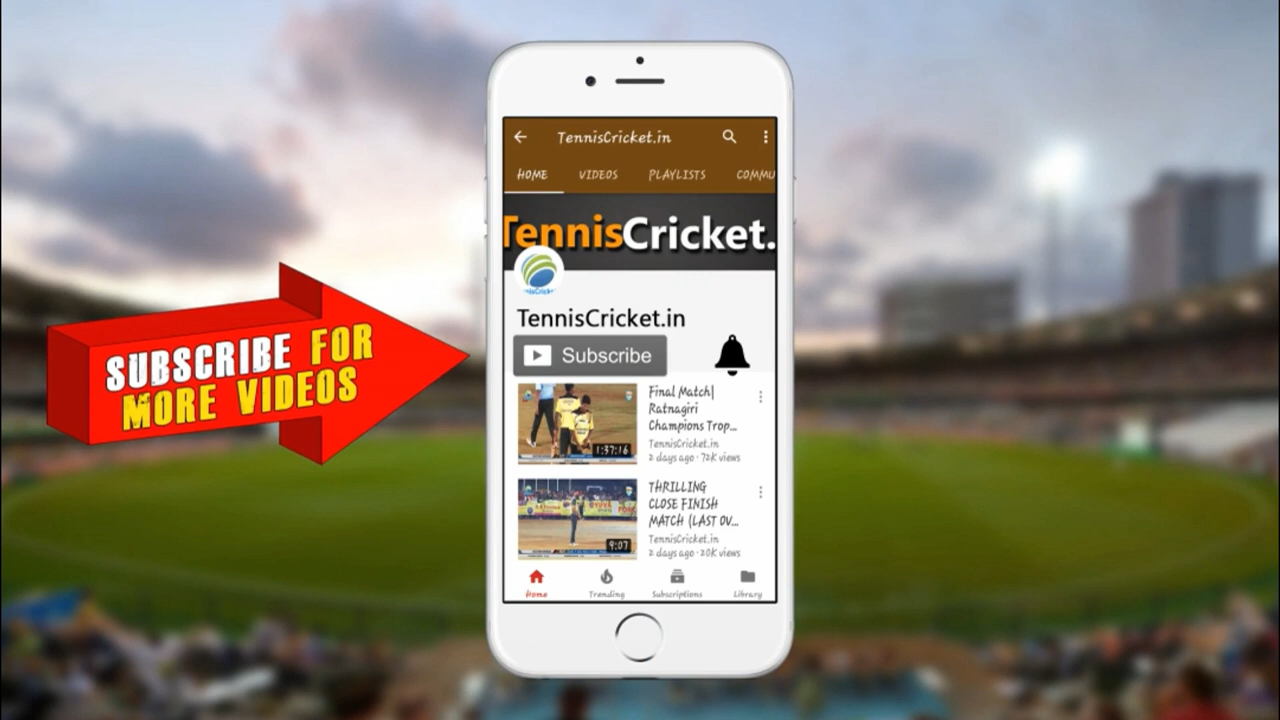 SUBSCRIBE FOR
MORE VIDEOS
TennisCricket.in
HOME VIDEOS PLAYLISTS COMMU
TennisCricket.
TennisCricket.in
Subscribe
Final Match|
Ratnagiri
Champions Trop...
TennisCricket.in
2 days ago · 72K views
1:37:16
THRILLING
CLOSE FINISH
MATCH (LAST OV...
TennisCricket.in
2 days ago · 20K views
9:07
Home Trending Subscriptions Library